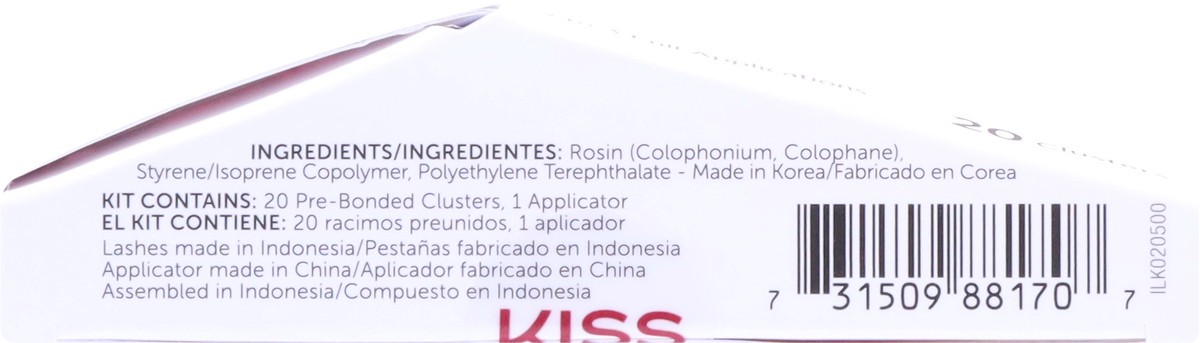 Full Applications
20
INGREDIENTS/INGREDIENTES: Rosin (Colophonium, Colophane),
Styrene/Isoprene Copolymer, Polyethylene Terephthalate - Made in Korea/Fabricado en Corea
KIT CONTAINS: 20 Pre-Bonded Clusters, 1 Applicator
EL KIT CONTIENE: 20 racimos preunidos, 1 aplicador
Lashes made in Indonesia/Pestañas fabricado en Indonesia
Applicator made in China/Aplicador fabricado en China
Assembled in Indonesia/Compuesto en Indonesia
7 31509 88170 7
ILK020500
KISS